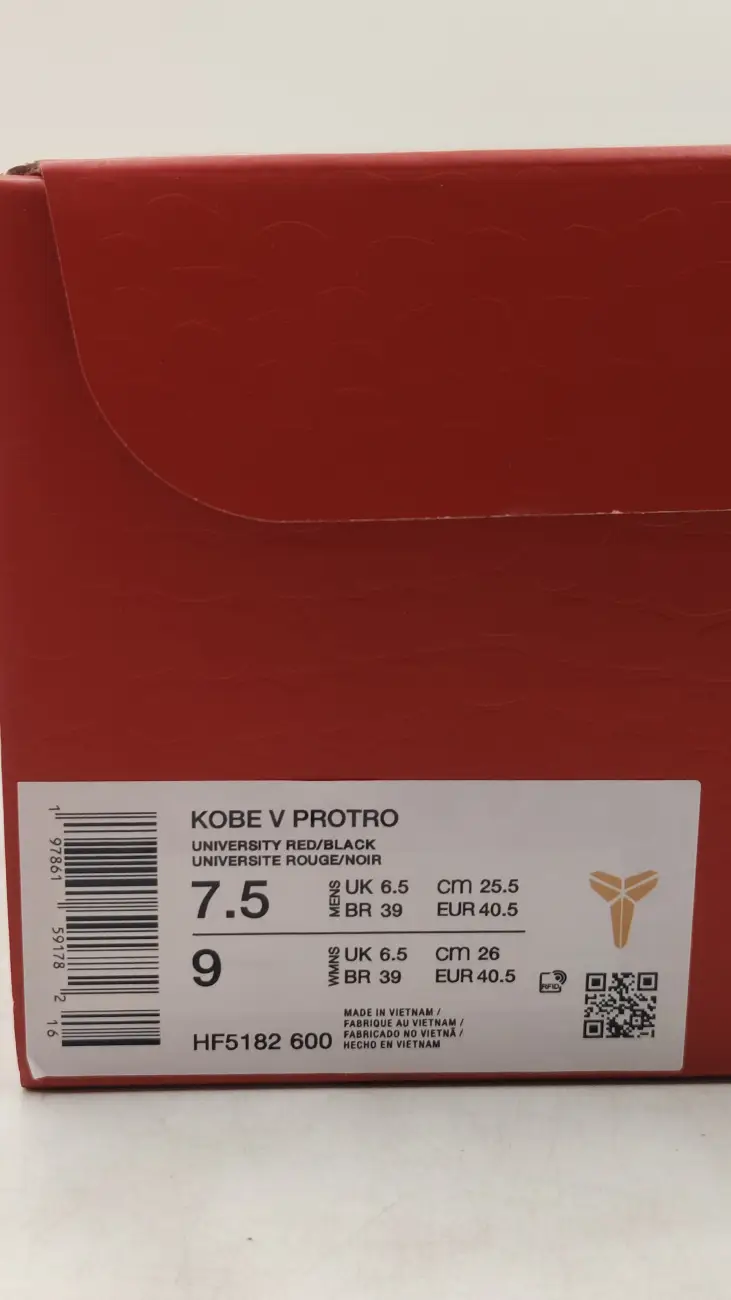 KOBE V PROTRO
UNIVERSITY RED/BLACK
UNIVERSITE ROUGE/NOIR
7.5 MENS UK 6.5 cm 25.5
BR 39 EUR 40.5
9 WMNS UK 6.5 cm 26
BR 39 EUR 40.5
RFID
HF5182 600
MADE IN VIETNAM /
FABRIQUE AU VIETNAM /
FABRICADO NO VIETNÃ /
HECHO EN VIETNAM
1 97861 59178 2 16